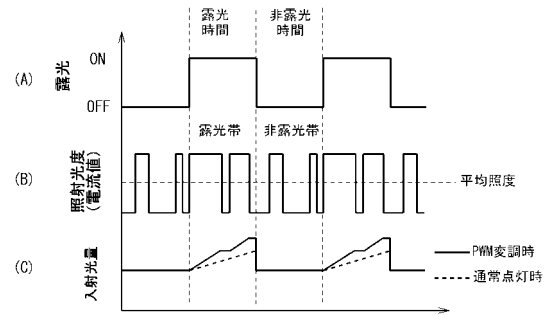 露光
時間
非露光
時間
(A)
露光
ON
OFF
露光帯
非露光帯
(B)
照射光度
(電流値)
平均照度
(C)
入射光量
PWM変調時
通常点灯時